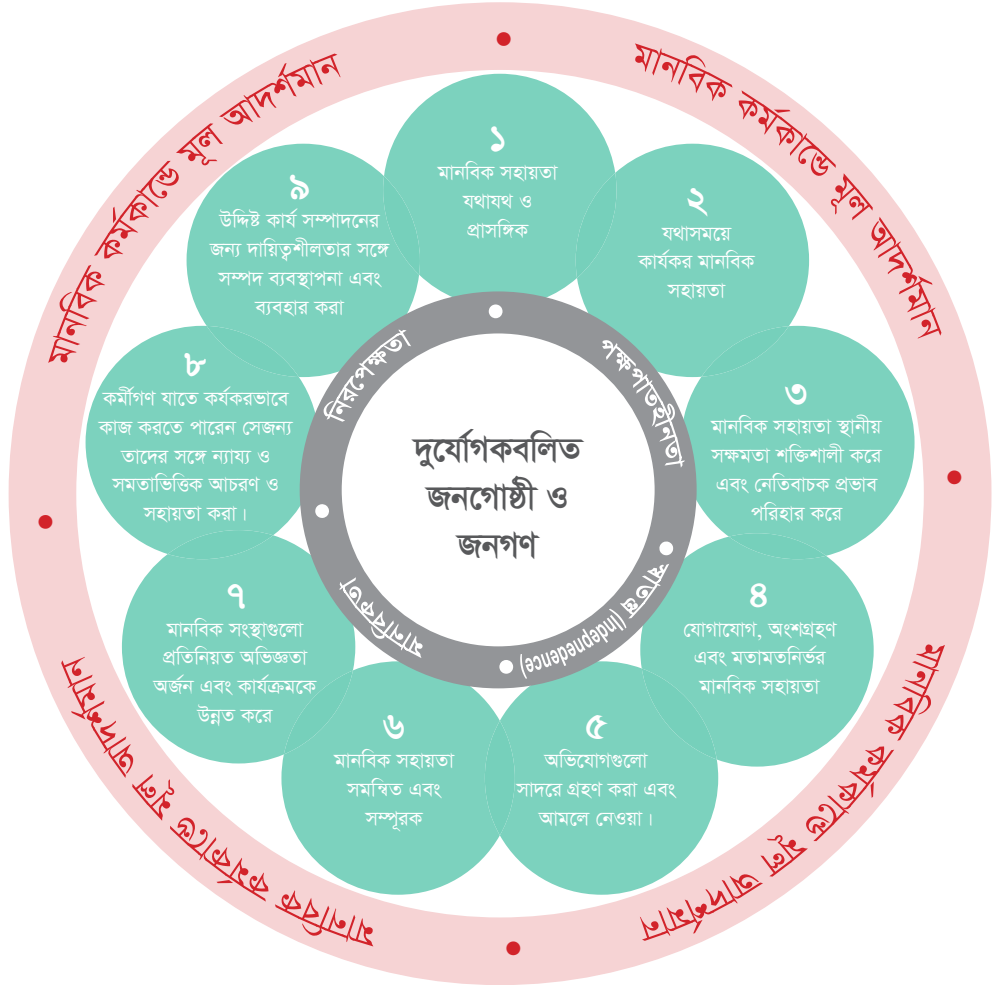 মানবিক কর্মকান্ডে মূল আদর্শমান
মানবিক কর্মকান্ডে মূল আদর্শমান
মানবিক কর্মকান্ডে মূল আদর্শমান
মানবিক কর্মকান্ডে মূল আদর্শমান
১
মানবিক সহায়তা
যথাযথ ও
প্রাসঙ্গিক
২
যথাসময়ে
কার্যকর মানবিক
সহায়তা
৩
মানবিক সহায়তা স্থানীয়
সক্ষমতা শক্তিশালী করে
এবং নেতিবাচক প্রভাব
পরিহার করে
৪
যোগাযোগ, অংশগ্রহণ
এবং মতামতনির্ভর
মানবিক সহায়তা
৫
অভিযোগগুলো
সাদরে গ্রহণ করা এবং
আমলে নেওয়া।
৬
মানবিক সহায়তা
সমন্বিত এবং
সম্পূরক
৭
মানবিক সংস্থাগুলো
প্রতিনিয়ত অভিজ্ঞতা
অর্জন এবং কার্যক্রমকে
উন্নত করে
৮
কর্মীগণ যাতে কর্যকরভাবে
কাজ করতে পারেন সেজন্য
তাদের সঙ্গে ন্যায্য ও
সমতাভিত্তিক আচরণ ও
সহায়তা করা।
৯
উদ্দিষ্ট কার্য সম্পাদনের
জন্য দায়িত্বশীলতার সঙ্গে
সম্পদ ব্যবস্থাপনা এবং
ব্যবহার করা
নিরপেক্ষতা
পক্ষপাতহীনতা
স্বাতন্ত্র্য (Indepnedence)
মানবিকতা
দুর্যোগকবলিত
জনগোষ্ঠী ও
জনগণ